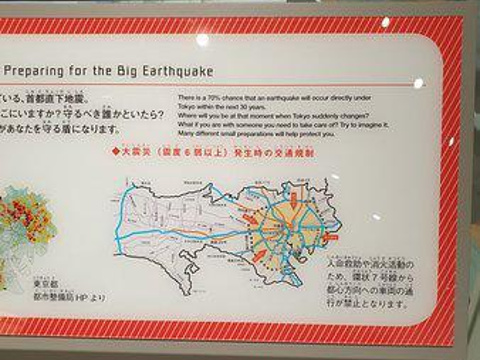 Preparing for the Big Earthquake
ている、首都直下地震。
こにいますか?守るべき誰かといたら?
があなたを守る盾になります。
There is a 70% chance that an earthquake will occur directly under
Tokyo within the next 30 years.
Where will you be at that moment when Tokyo suddenly changes?
What if you are with someone you need to take care of? Try to imagine it.
Many different small preparations will help protect you.
◆大震災(震度6弱以上)発生時の交通規制
東京都
都市整備局HPより
人命救助や消火活動の
ため、環状7号線から
都心方向への車両の通
行が禁止となります。